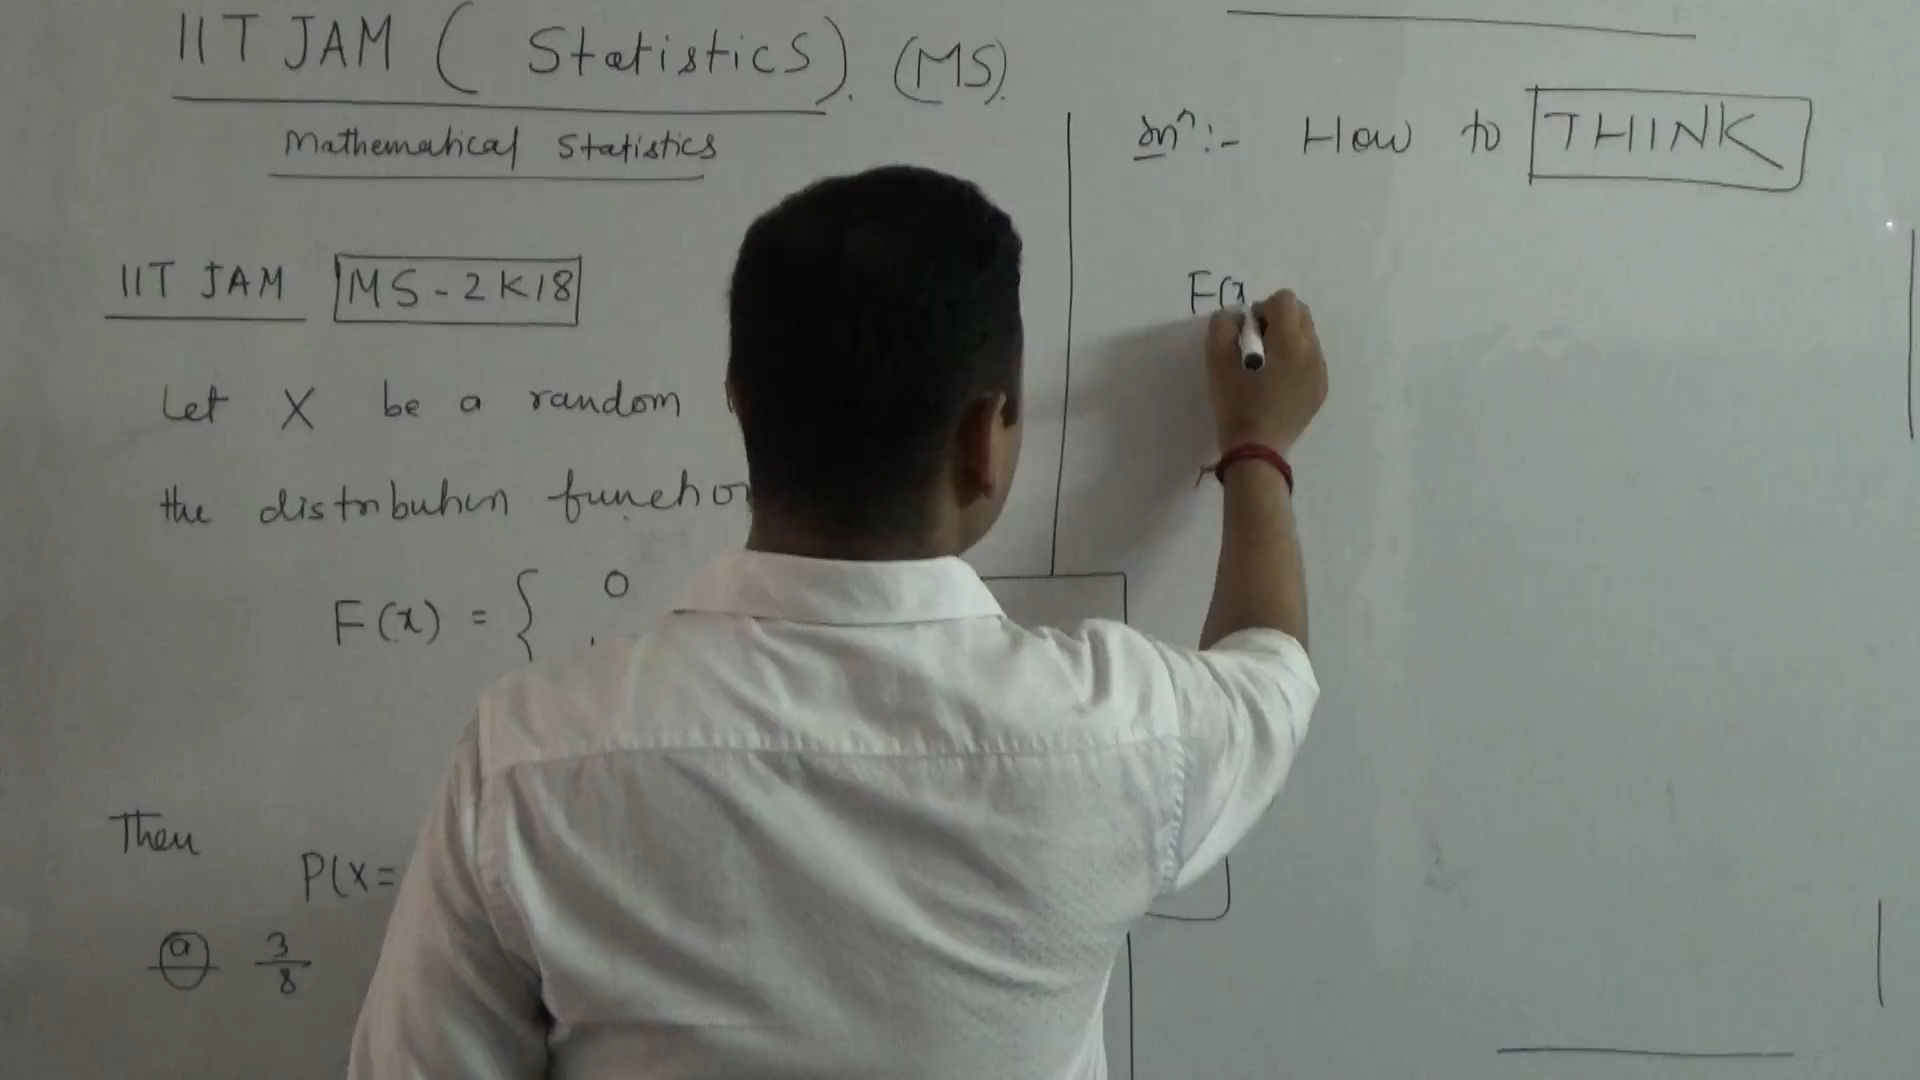 IIT JAM ( Statistics ). (MS).
Mathematical Statistics
IIT JAM MS - 2K18
Let X be a random
the distribution function
F(x) = { 0
Then
P(X=
a 3/8
Soln :- How to THINK
F(x